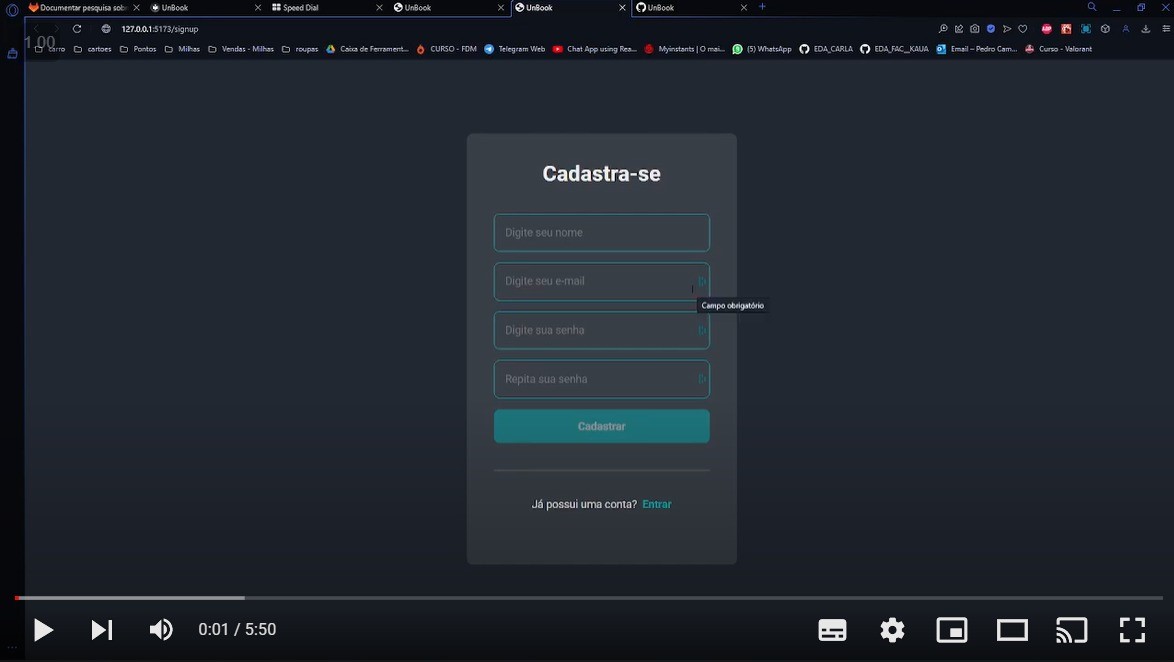 Documentar pesquisa sob
UnBook
Speed Dial
UnBook
UnBook
UnBook
127.0.0.1:5173/signup
1.00
carro
cartoes
Pontos
Milhas
Vendas - Milhas
roupas
Caixa de Ferrament...
CURSO - FDM
Telegram Web
Chat App using Rea...
Myinstants | O mai...
(5) WhatsApp
EDA_CARLA
EDA_FAC__KAUA
Email – Pedro Cam...
Curso - Valorant
Cadastra-se
Digite seu nome
Digite seu e-mail
Campo obrigatório
Digite sua senha
Repita sua senha
Cadastrar
Já possui uma conta? Entrar
0:01 / 5:50